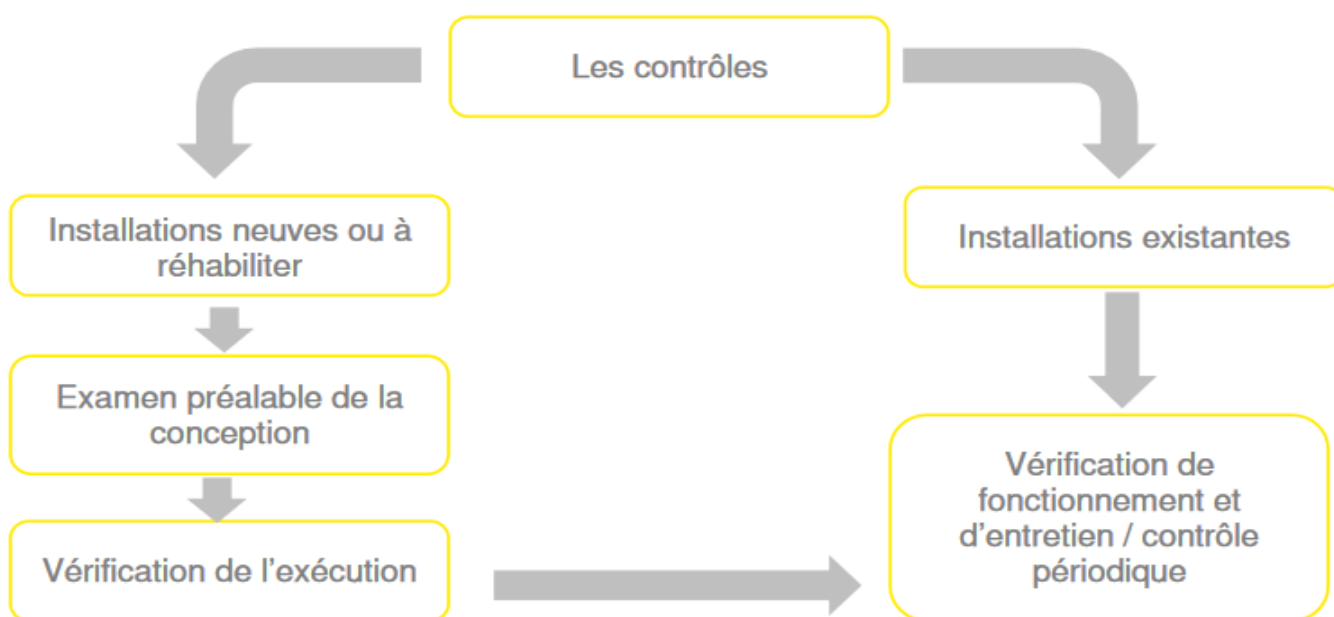 Les contrôles
Installations neuves ou à
réhabiliter
Installations existantes
Examen préalable de la
conception
Vérification de l'exécution
Vérification de
fonctionnement et
d'entretien / contrôle
périodique